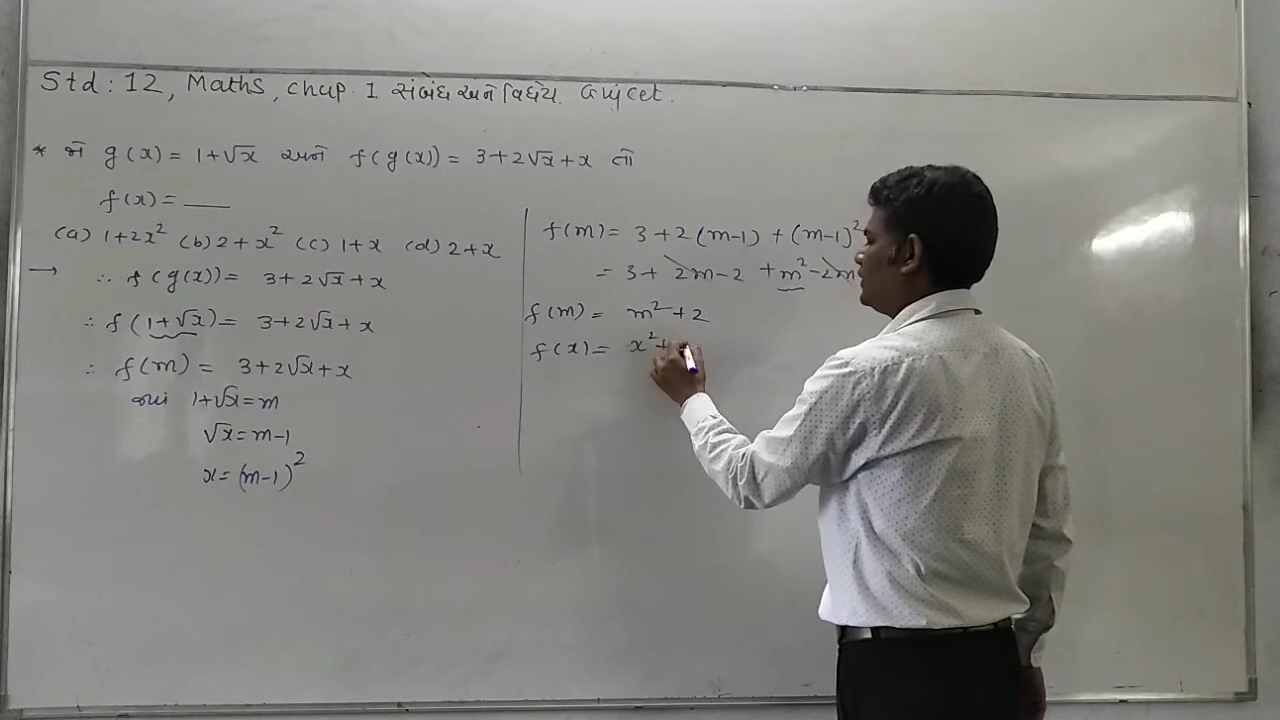 Std : 12, Maths, chap. 1 સંબંધ અને વિધેય. Gujcet.
* જો g(x) = 1+√x અને f(g(x)) = 3+2√x+x તો
f(x) = ___
(a) 1+2x² (b) 2+x² (c) 1+x (d) 2+x
→ ∴ f(g(x)) = 3+2√x+x
∴ f(1+√x) = 3+2√x+x
∴ f(m) = 3+2√x+x
જ્યાં 1+√x=m
√x=m-1
x=(m-1)²
f(m) = 3+2(m-1)+(m-1)²
= 3+ 2m-2 +m²-2m
f(m) = m²+2
f(x) = x²+